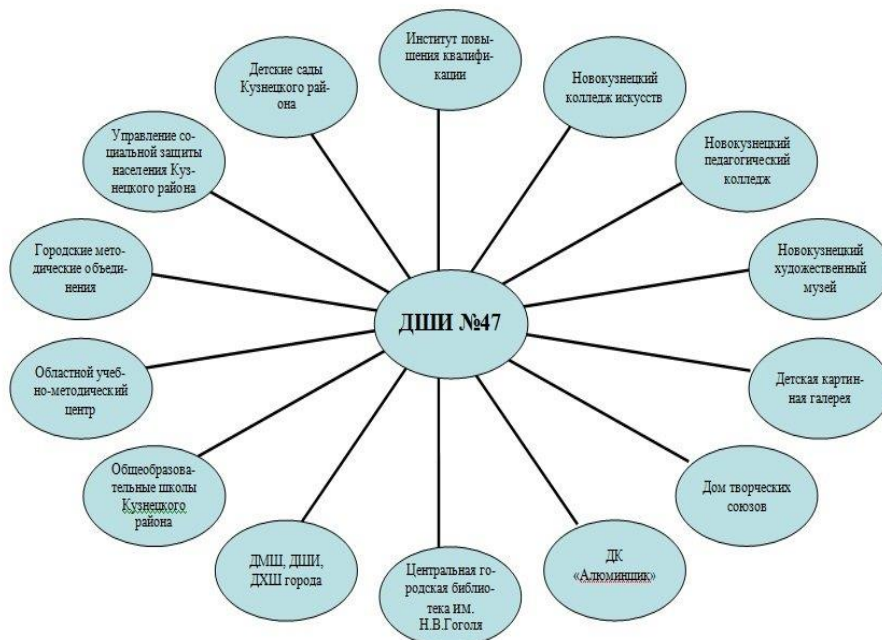 Институт повы-
шения квалифи-
кации
Новокузнецкий
колледж искусств
Новокузнецкий
педагогический
колледж
Новокузнецкий
художественный
музей
Детская картин-
ная галерея
Дом творческих
союзов
ДК
«Алюминщик»
Центральная го-
родская библио-
тека им.
Н.В.Гоголя
ДМШ, ДШИ,
ДХШ города
Общеобразова-
тельные школы
Кузнецкого
района
Областной учеб-
но-методический
центр
Городские мето-
дические объеди-
нения
Управление со-
циальной защиты
населения Куз-
нецкого района
Детские сады
Кузнецкого рай-
она
ДШИ №47